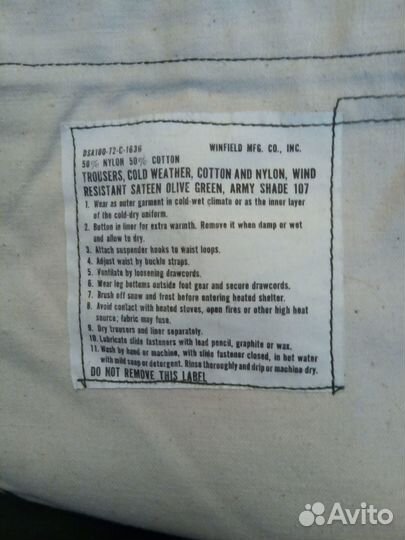 DSA100-72-C-1636 WINFIELD MFG. CO., INC.
50% NYLON 50% COTTON
TROUSERS, COLD WEATHER, COTTON AND NYLON, WIND
RESISTANT SATEEN OLIVE GREEN, ARMY SHADE 107
1. Wear as outer garment in cold-wet climate or as the inner layer
of the cold-dry uniform.
2. Button in liner for extra warmth. Remove it when damp or wet
and allow to dry.
3. Attach suspender hooks to waist loops.
4. Adjust waist by buckle straps.
5. Ventilate by loosening drawcords.
6. Wear leg bottoms outside foot gear and secure drawcords.
7. Brush off snow and frost before entering heated shelter.
8. Avoid contact with heated stoves, open fires or other high heat
source; fabric may fuse.
9. Dry trousers and liner separately.
10. Lubricate slide fasteners with lead pencil, graphite or wax.
11. Wash by hand or machine, with slide fastener closed, in hot water
with mild soap or detergent. Rinse thoroughly and drip or machine dry.
DO NOT REMOVE THIS LABEL
Avito